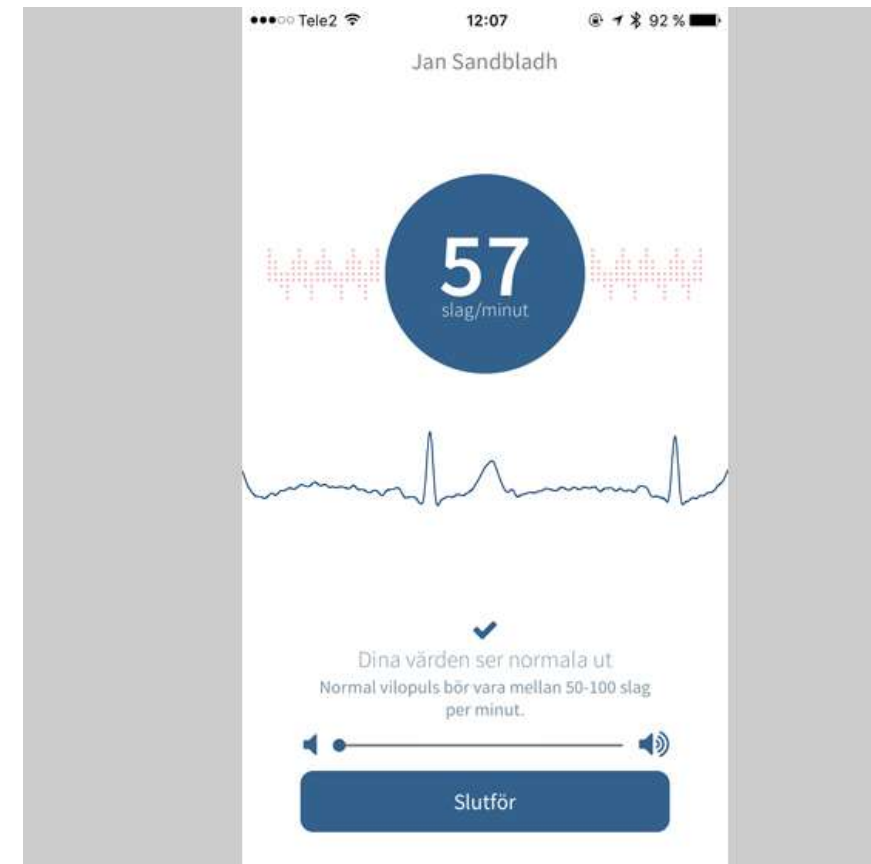 Tele2 12:07 92 %
Jan Sandbladh
57
slag/minut
Dina värden ser normala ut
Normal vilopuls bör vara mellan 50-100 slag
per minut.
Slutför